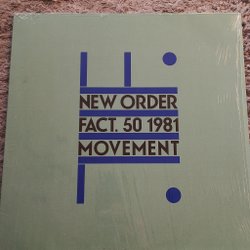 NEW ORDER
FACT. 50 1981
MOVEMENT